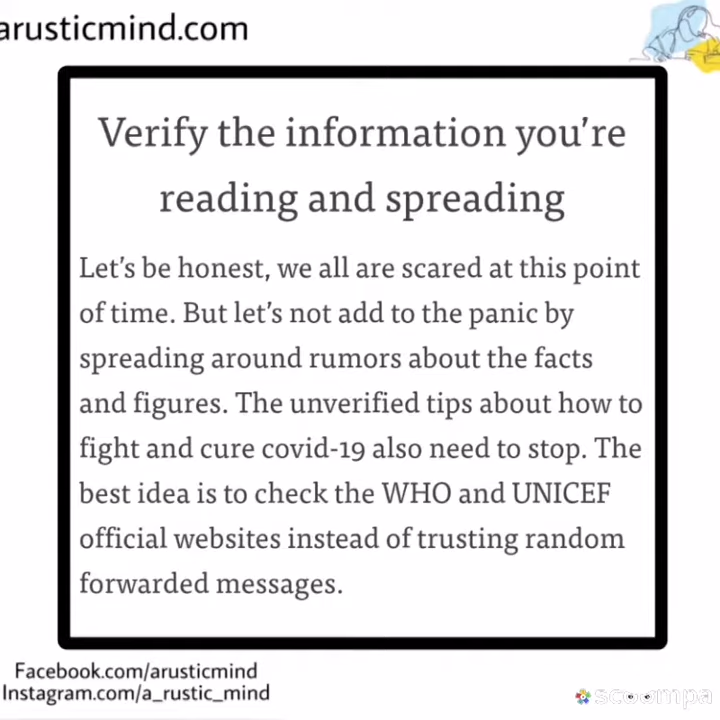 arusticmind.com
Verify the information you're
reading and spreading
Let's be honest, we all are scared at this point
of time. But let's not add to the panic by
spreading around rumors about the facts
and figures. The unverified tips about how to
fight and cure covid-19 also need to stop. The
best idea is to check the WHO and UNICEF
official websites instead of trusting random
forwarded messages.
Facebook.com/arusticmind
Instagram.com/a_rustic_mind
scoompa